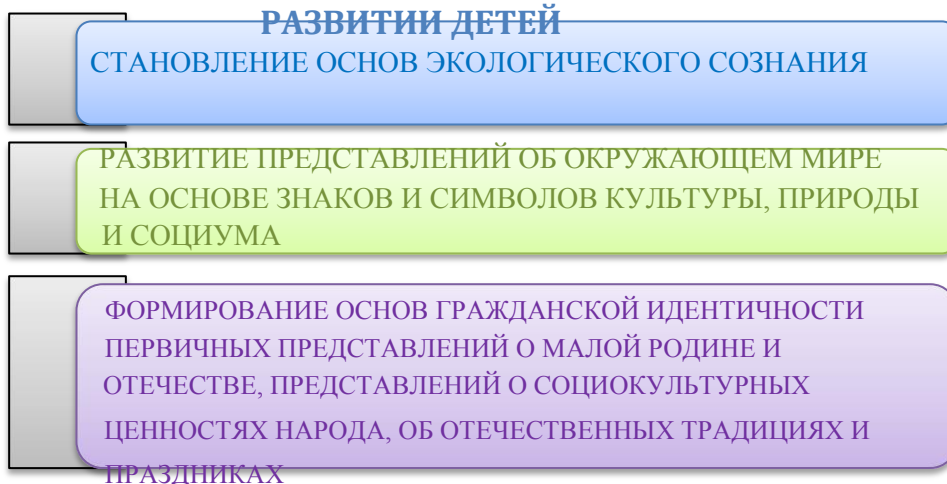 РАЗВИТИИ ДЕТЕЙ
СТАНОВЛЕНИЕ ОСНОВ ЭКОЛОГИЧЕСКОГО СОЗНАНИЯ
РАЗВИТИЕ ПРЕДСТАВЛЕНИЙ ОБ ОКРУЖАЮЩЕМ МИРЕ
НА ОСНОВЕ ЗНАКОВ И СИМВОЛОВ КУЛЬТУРЫ, ПРИРОДЫ
И СОЦИУМА
ФОРМИРОВАНИЕ ОСНОВ ГРАЖДАНСКОЙ ИДЕНТИЧНОСТИ
ПЕРВИЧНЫХ ПРЕДСТАВЛЕНИЙ О МАЛОЙ РОДИНЕ И
ОТЕЧЕСТВЕ, ПРЕДСТАВЛЕНИЙ О СОЦИОКУЛЬТУРНЫХ
ЦЕННОСТЯХ НАРОДА, ОБ ОТЕЧЕСТВЕННЫХ ТРАДИЦИЯХ И
ПРАЗДНИКАХ